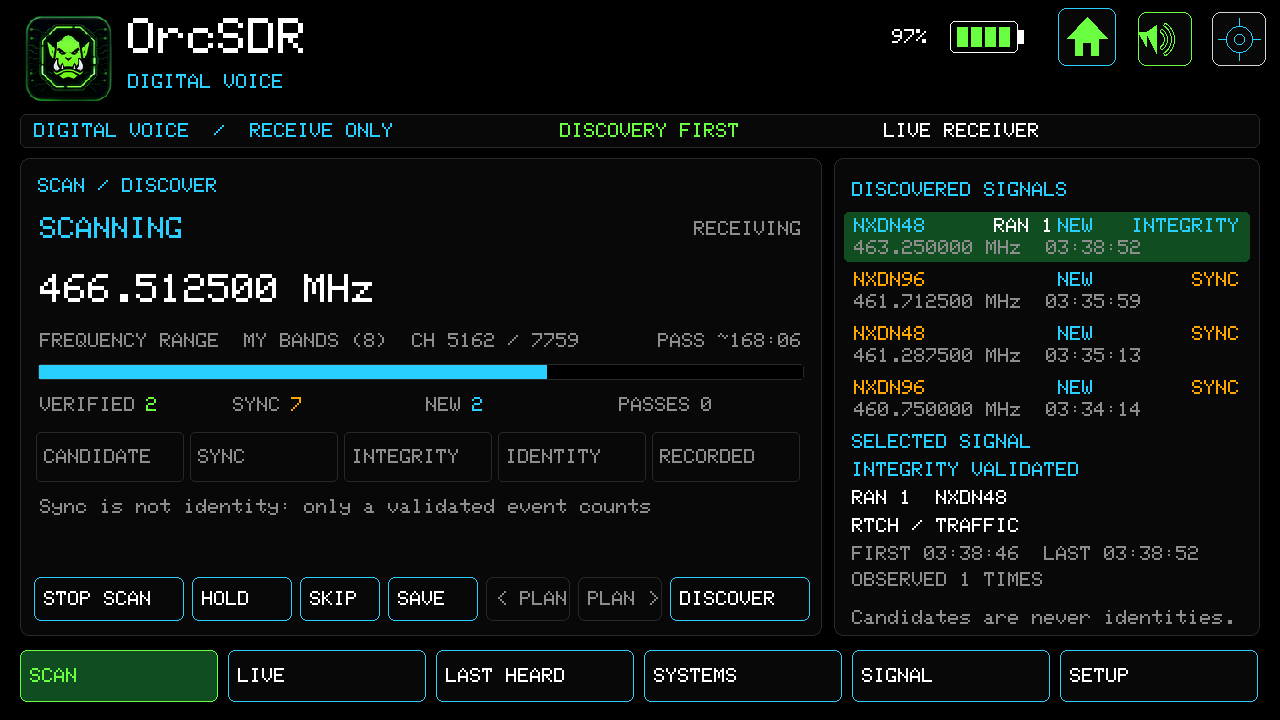 OrcSDR
DIGITAL VOICE
97%
DIGITAL VOICE / RECEIVE ONLY
DISCOVERY FIRST
LIVE RECEIVER
SCAN / DISCOVER
SCANNING
RECEIVING
466.512500 MHz
FREQUENCY RANGE MY BANDS (8) CH 5162 / 7759 PASS ~168:06
VERIFIED 2 SYNC 7 NEW 2 PASSES 0
CANDIDATE SYNC INTEGRITY IDENTITY RECORDED
Sync is not identity: only a validated event counts
STOP SCAN HOLD SKIP SAVE < PLAN PLAN > DISCOVER
DISCOVERED SIGNALS
NXDN48 RAN 1 NEW INTEGRITY
463.250000 MHz 03:38:52
NXDN96 NEW SYNC
461.712500 MHz 03:35:59
NXDN48 NEW SYNC
461.287500 MHz 03:35:13
NXDN96 NEW SYNC
460.750000 MHz 03:34:14
SELECTED SIGNAL
INTEGRITY VALIDATED
RAN 1 NXDN48
RTCH / TRAFFIC
FIRST 03:38:46 LAST 03:38:52
OBSERVED 1 TIMES
Candidates are never identities.
SCAN LIVE LAST HEARD SYSTEMS SIGNAL SETUP